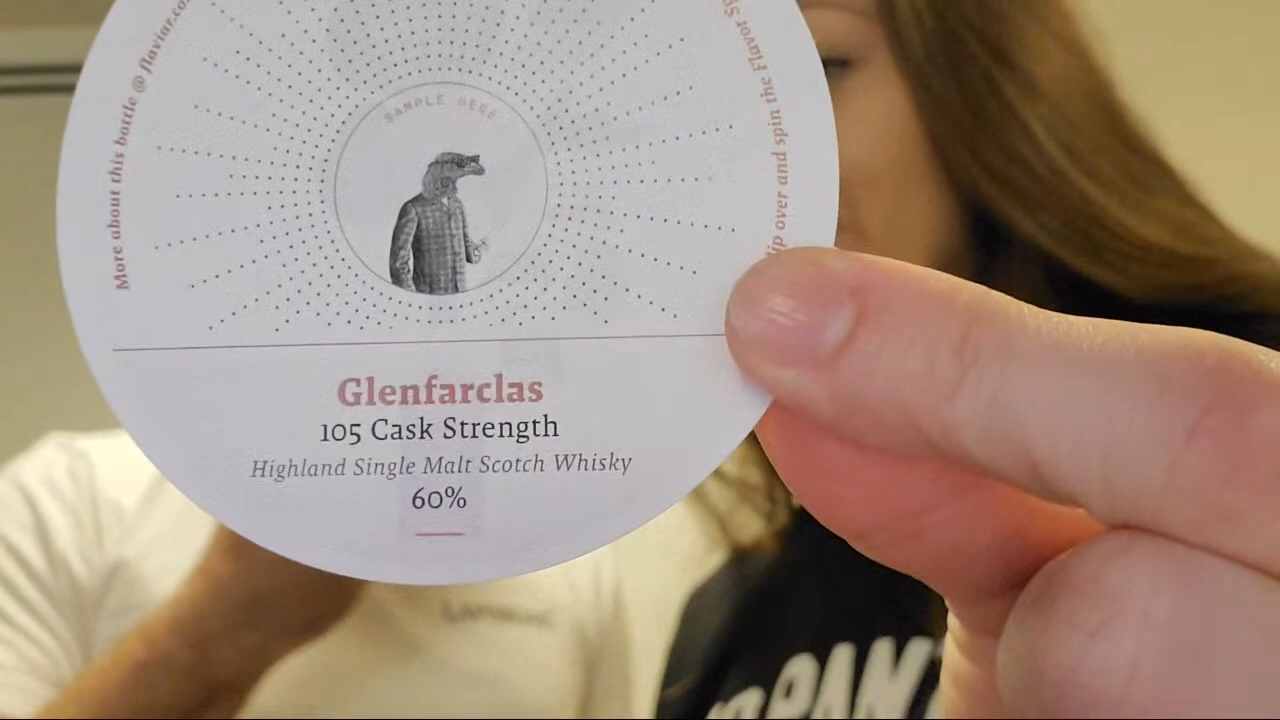 More about this bottle @ flaviar.co
SAMPLE HERE
ip over and spin the Flavor Sp
Glenfarclas
105 Cask Strength
Highland Single Malt Scotch Whisky
60%